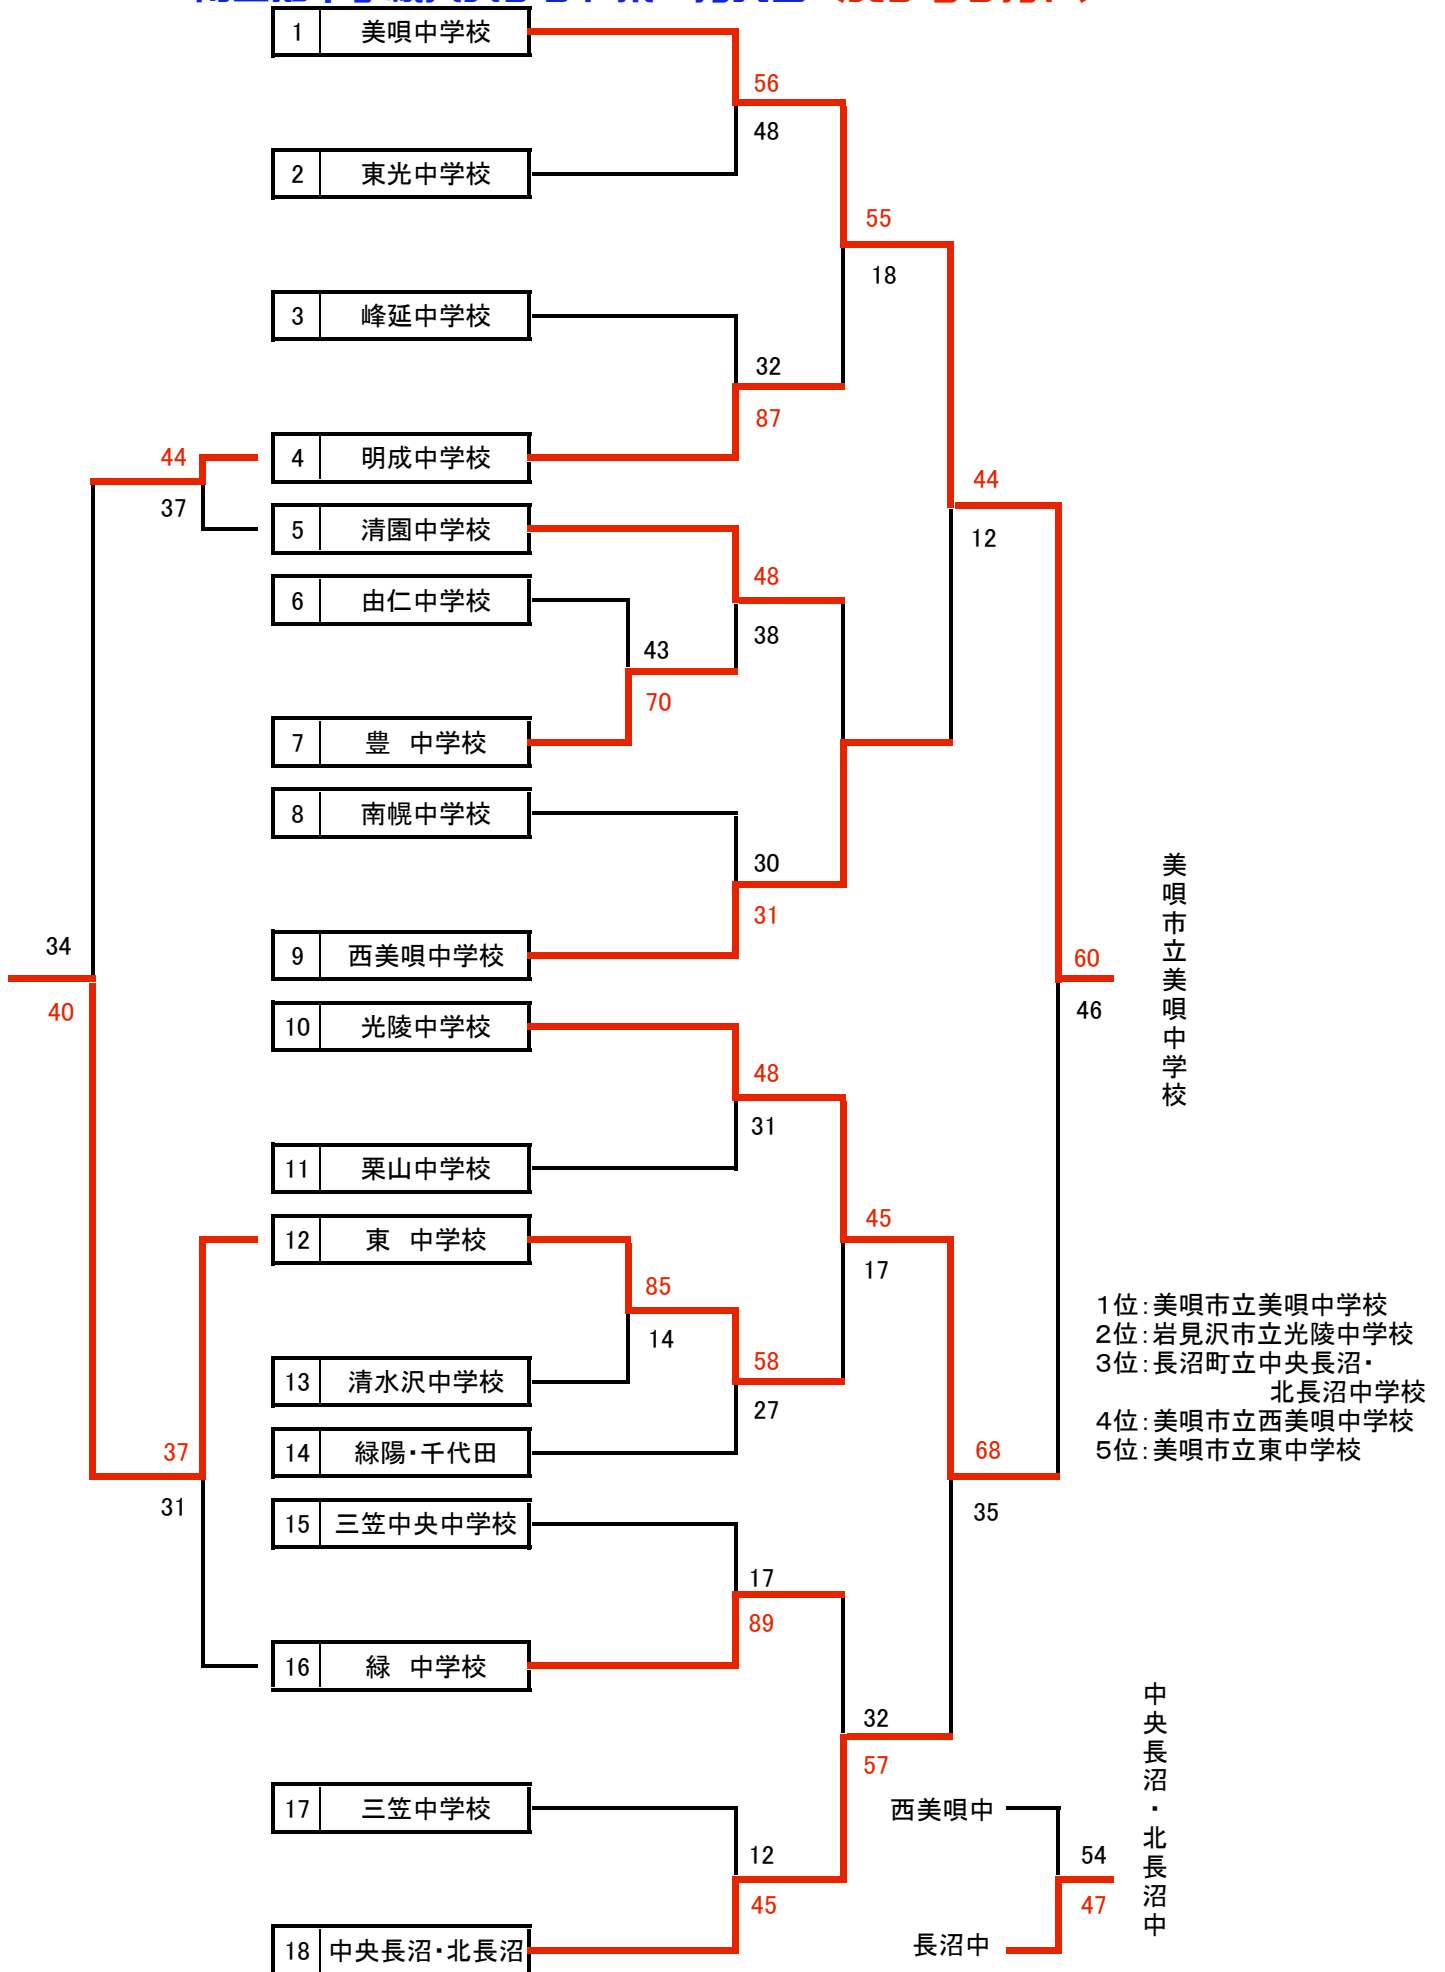 1 美唄中学校
56
48
2 東光中学校
55
18
3 峰延中学校
32
87
44
37
4 明成中学校
44
12
5 清園中学校
48
38
6 由仁中学校
43
70
7 豊 中学校
8 南幌中学校
30
31
9 西美唄中学校
34
40
60
46
美唄市立美唄中学校
10 光陵中学校
48
31
11 栗山中学校
45
17
12 東 中学校
85
14
58
27
13 清水沢中学校
14 緑陽・千代田
1位:美唄市立美唄中学校
2位:岩見沢市立光陵中学校
3位:長沼町立中央長沼・
北長沼中学校
4位:美唄市立西美唄中学校
5位:美唄市立東中学校
37
31
68
35
15 三笠中央中学校
17
89
16 緑 中学校
32
57
17 三笠中学校
12
45
18 中央長沼・北長沼
西美唄中
54
47
長沼中
中央長沼・北長沼中